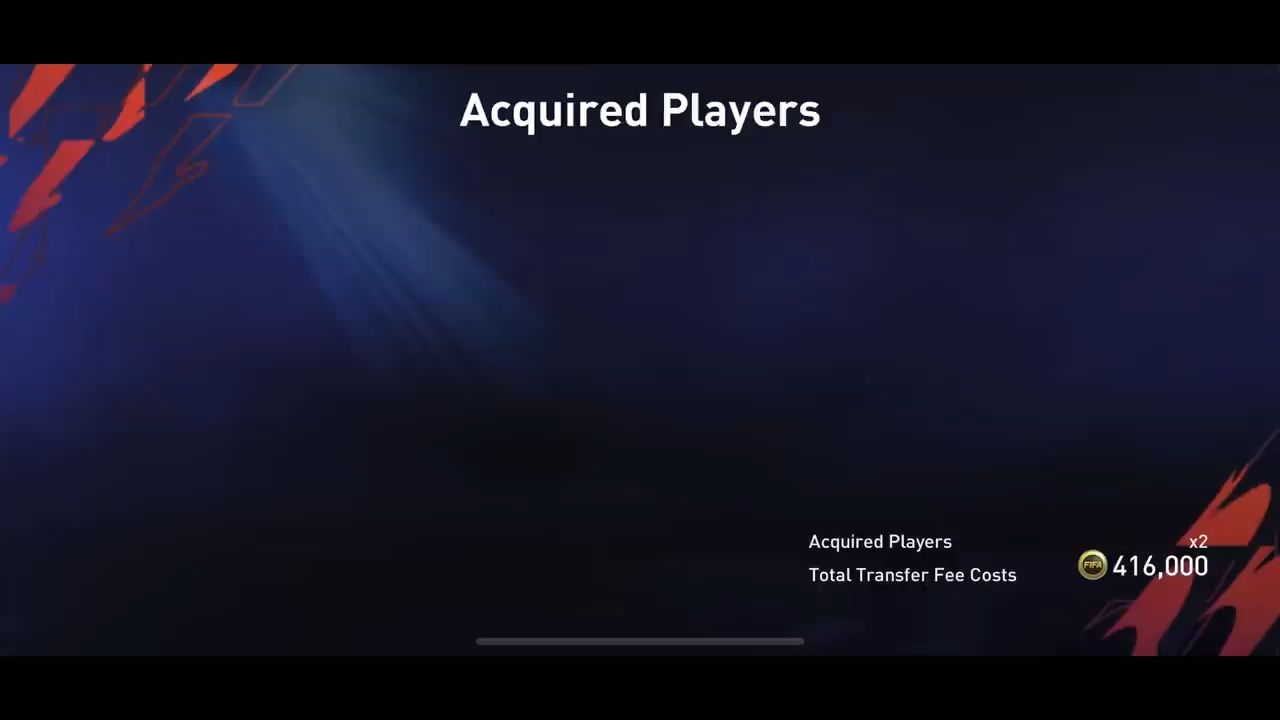 Acquired Players
Acquired Players x2
Total Transfer Fee Costs FIFA 416,000